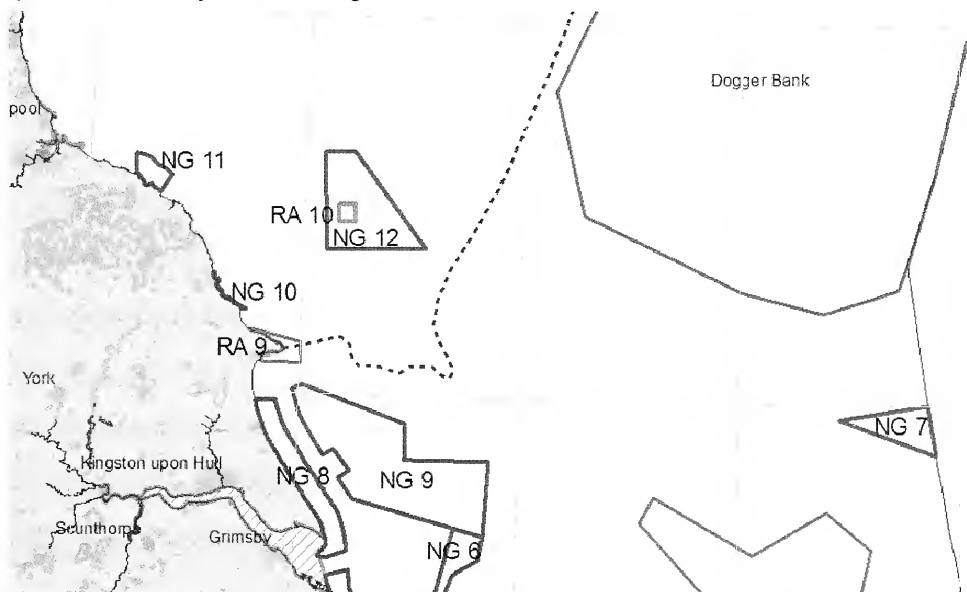 Dogger Bank
pool
NG 11
RA 10
NG 12
NG 10
RA 9
York
NG 7
Kingston upon Hull
NG 8
NG 9
Scunthorpe
Grimsby
NG 6